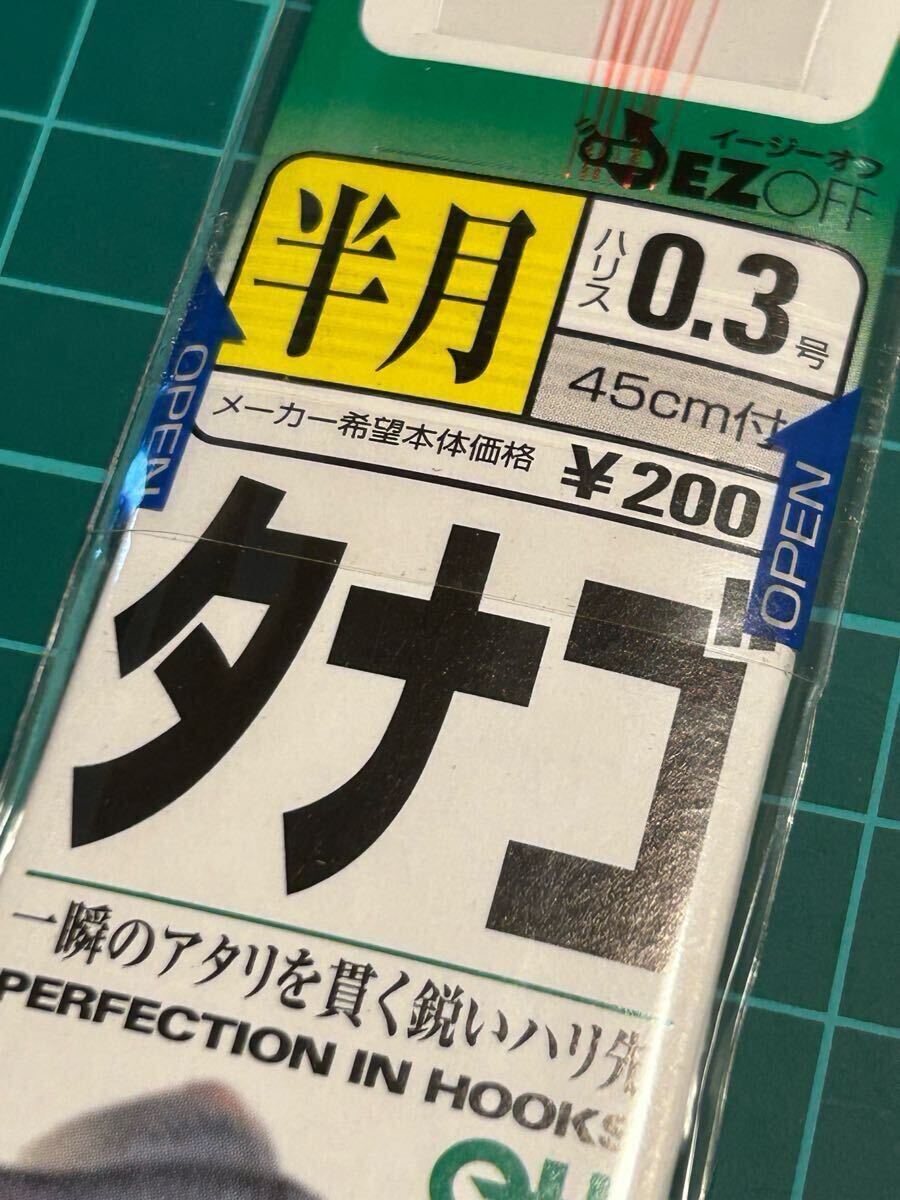 イージーオフ
EZOFF
半月
ハリス 0.3号
45cm付
OPEN
メーカー希望本体価格 ¥200
OPEN
タナゴ
一瞬のアタリを貫く鋭いハリ先
PERFECTION IN HOOKS